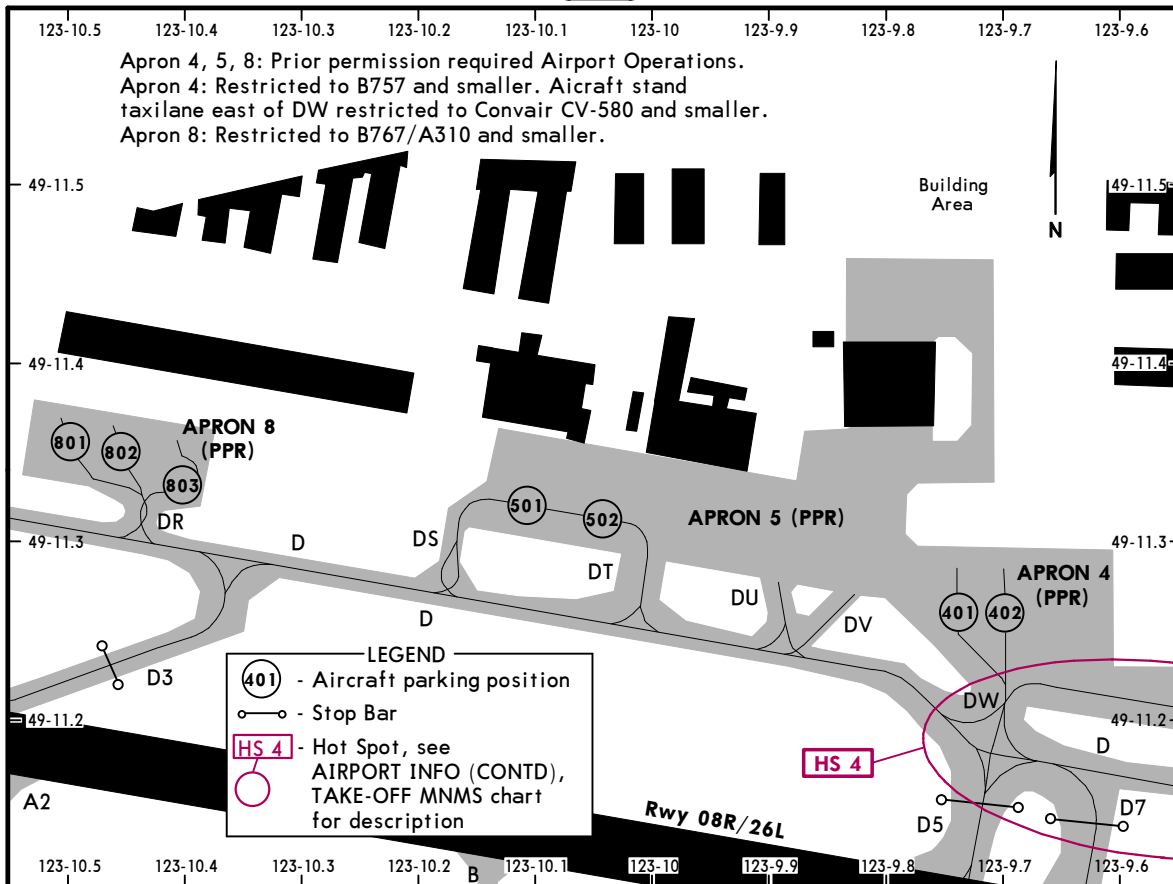 123-10.5 123-10.4 123-10.3 123-10.2 123-10.1 123-10 123-9.9 123-9.8 123-9.7 123-9.6
Apron 4, 5, 8: Prior permission required Airport Operations.
Apron 4: Restricted to B757 and smaller. Aicraft stand
taxilane east of DW restricted to Convair CV-580 and smaller.
Apron 8: Restricted to B767/A310 and smaller.
49-11.5
Building
Area
49-11.5
N
49-11.4
49-11.4
APRON 8
(PPR)
801
802
803
DR
501
502
APRON 5 (PPR)
49-11.3
D
DS
49-11.3
DT
DU
APRON 4
(PPR)
401
402
D
DV
D3
LEGEND
401 - Aircraft parking position
- Stop Bar
HS 4 - Hot Spot, see
AIRPORT INFO (CONTD),
TAKE-OFF MNMS chart
for description
DW
49-11.2
49-11.2
D
HS 4
A2
Rwy 08R/26L
D5
D7
B
123-10.5 123-10.4 123-10.3 123-10.2 123-10.1 123-10 123-9.9 123-9.8 123-9.7 123-9.6